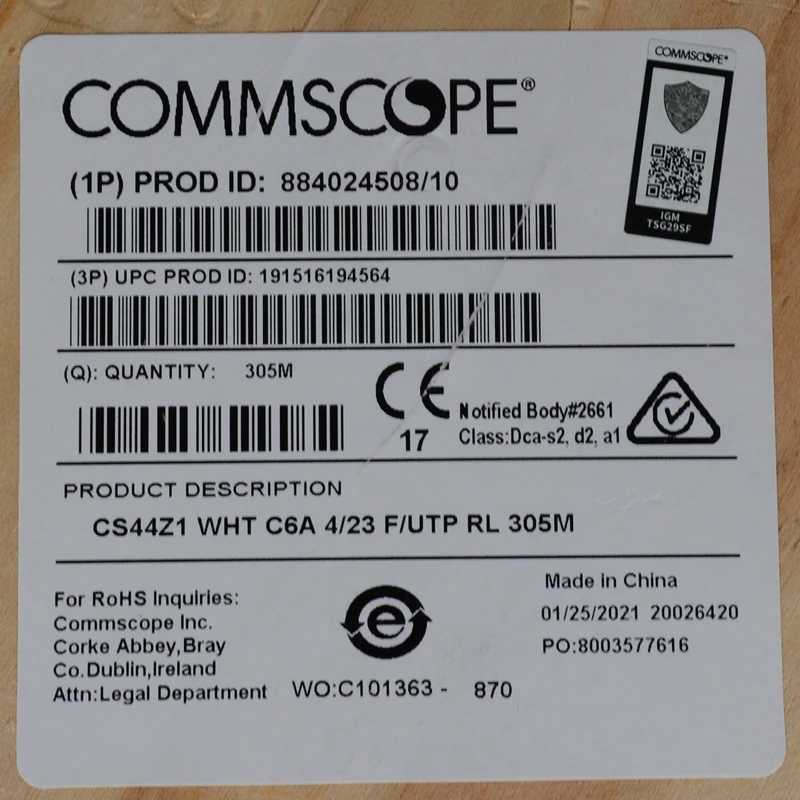 COMMSCOPE®
COMMSCOPE®
IGM
TSG29SF
(1P) PROD ID: 884024508/10
(3P) UPC PROD ID: 191516194564
(Q): QUANTITY: 305M
CE
17
Notified Body#2661
Class:Dca-s2, d2, a1
PRODUCT DESCRIPTION
CS44Z1 WHT C6A 4/23 F/UTP RL 305M
For RoHS Inquiries:
Commscope Inc.
Corke Abbey,Bray
Co.Dublin,Ireland
Attn:Legal Department
e
WO:C101363 - 870
Made in China
01/25/2021 20026420
PO:8003577616